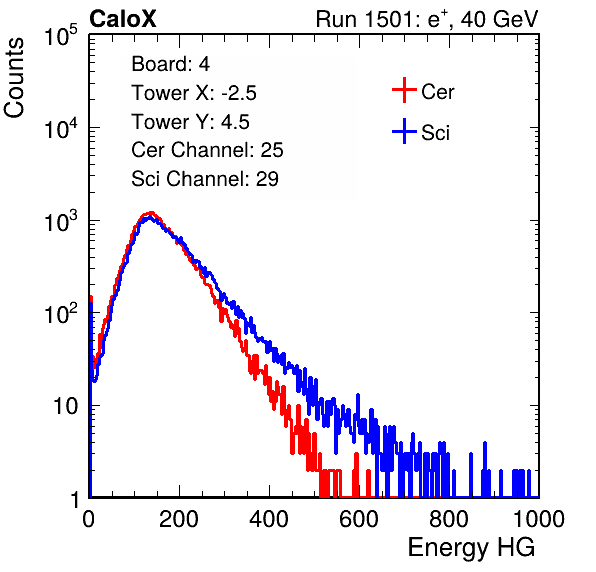 CaloX Run 1501: e⁺, 40 GeV
Counts
10⁵
10⁴
10³
10²
10
1
Board: 4
Tower X: -2.5
Tower Y: 4.5
Cer Channel: 25
Sci Channel: 29
Cer
Sci
0 200 400 600 800 1000
Energy HG